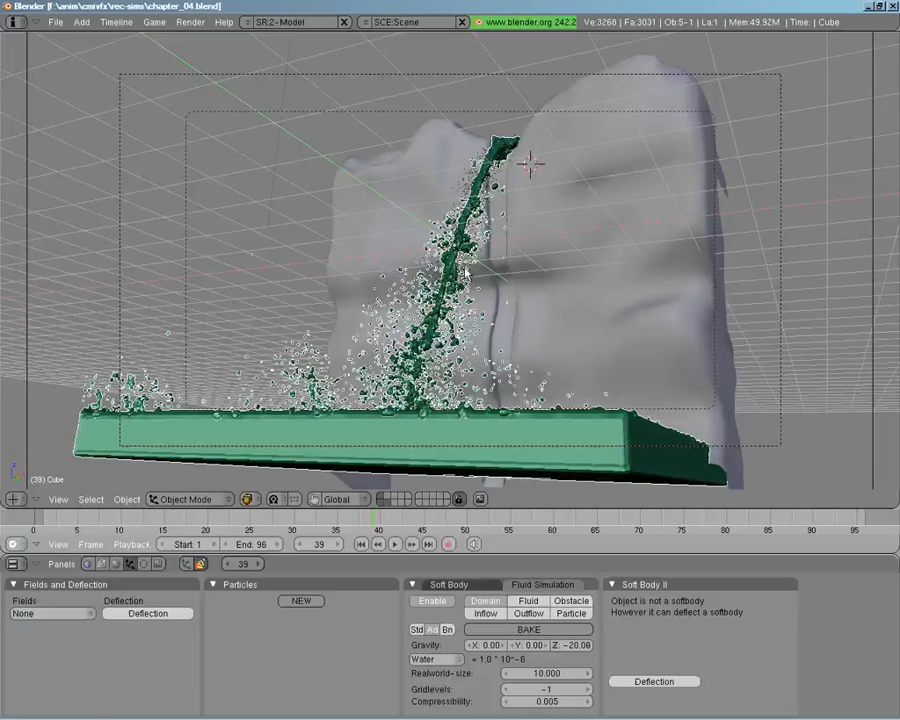 Blender [f:\anim\cmivfx\rec-sims\chapter_04.blend]
File Add Timeline Game Render Help SR:2-Model SCE:Scene www.blender.org 242.2 Ve:3268 | Fa:3031 | Ob:5-1 | La:1 | Mem:49.92M | Time: | Cube
(39) Cube
View Select Object Object Mode Global
0 5 10 15 20 25 30 35 40 45 50 55 60 65 70 75 80 85 90 95
View Frame Playback Start: 1 End: 96 39
Panels 39
Fields and Deflection Particles Soft Body Fluid Simulation Soft Body II
Fields Deflection NEW Enable Domain Fluid Obstacle Object is not a softbody
None Deflection Inflow Outflow Particle However it can deflect a softbody
Std Ad Bn BAKE
Gravity: X: 0.00 Y: 0.00 Z: -20.00
Water = 1.0 * 10^-6
Realworld-size: 10.000 Deflection
Gridlevels: -1
Compressibility: 0.005